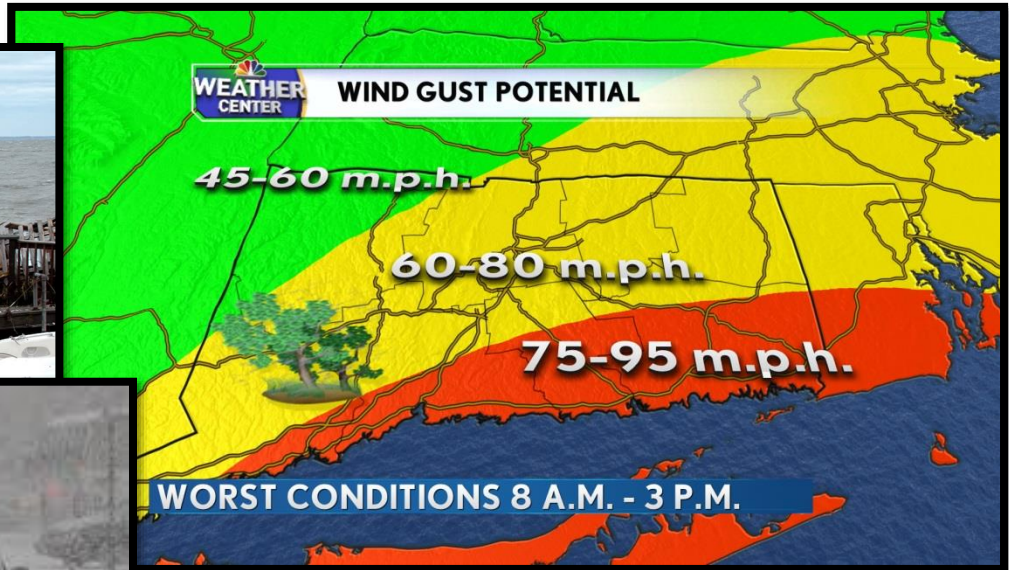 WEATHER
CENTER
WIND GUST POTENTIAL
45-60 m.p.h.
60-80 m.p.h.
75-95 m.p.h.
WORST CONDITIONS 8 A.M. - 3 P.M.